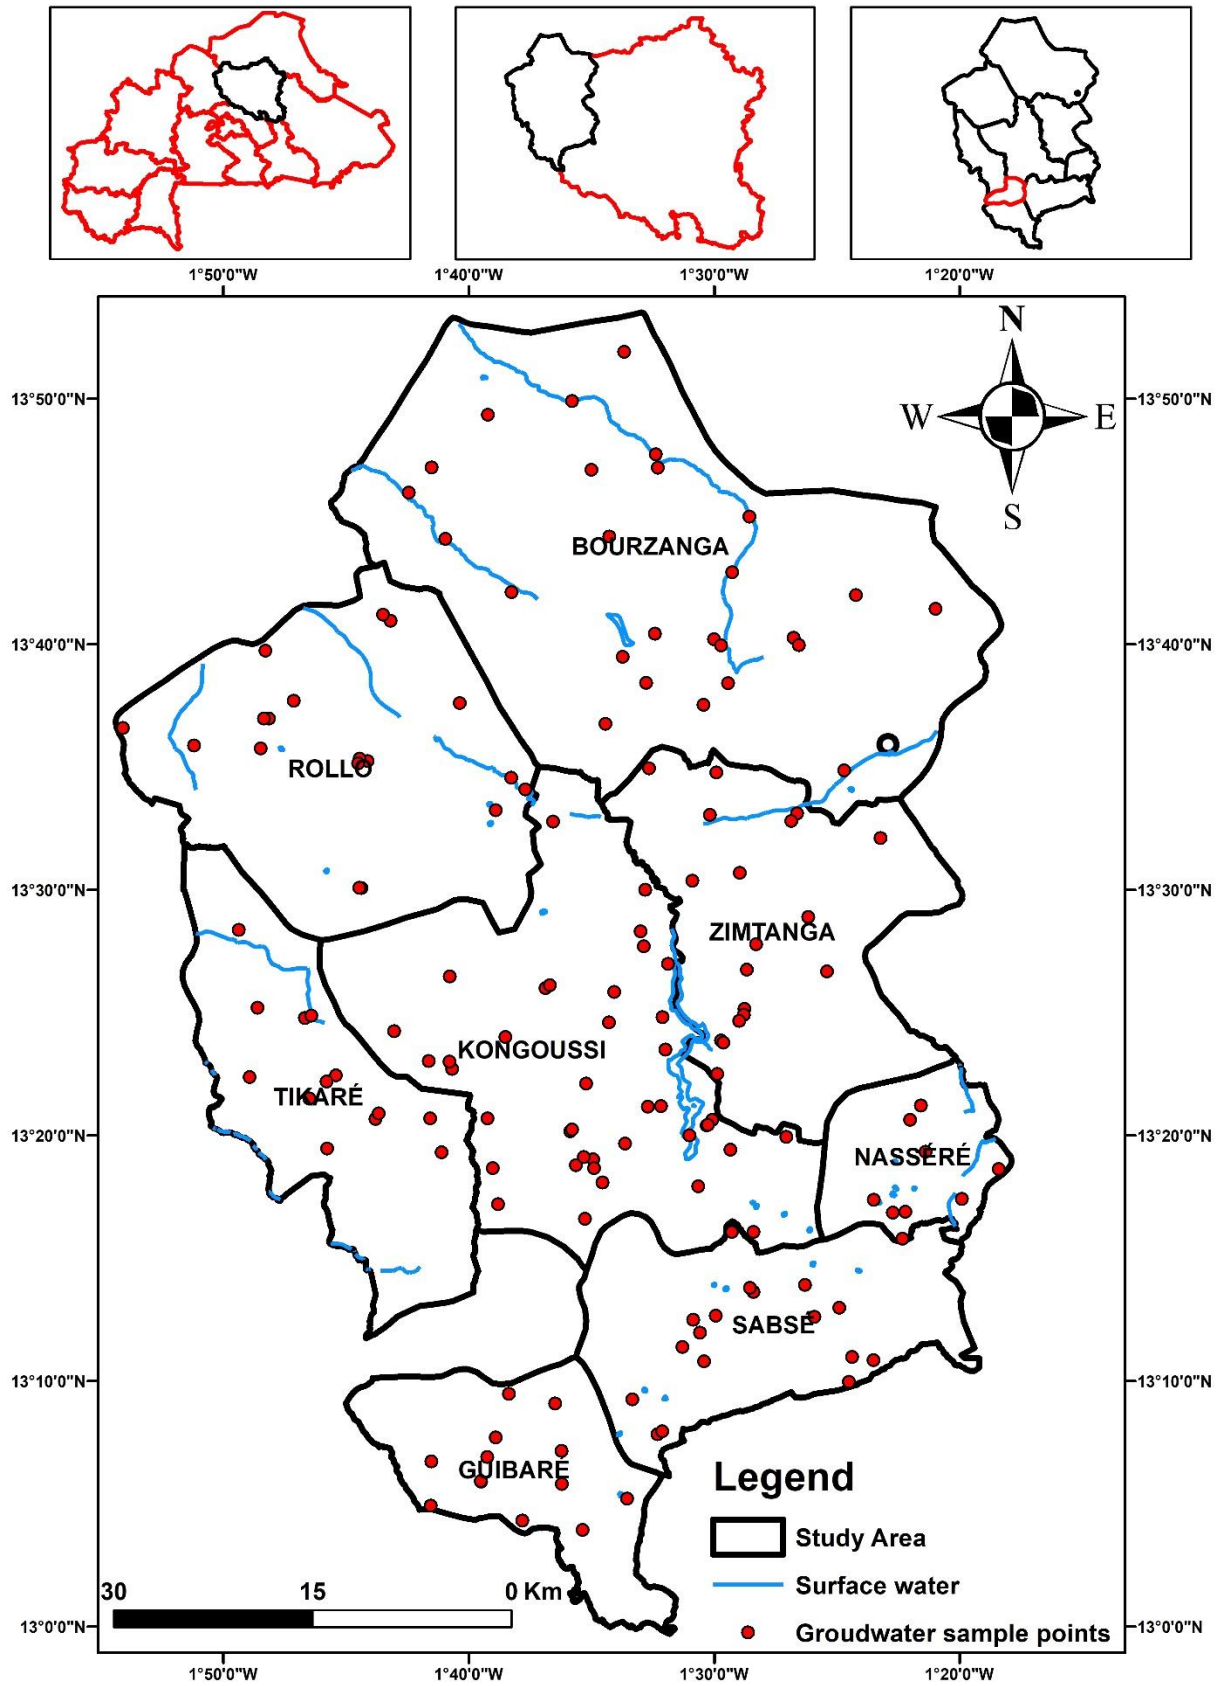 1°50'0"W
1°40'0"W
1°30'0"W
1°20'0"W
N
13°50'0"N
W
E
13°50'0"N
S
BOURZANGA
13°40'0"N
13°40'0"N
ROLLO
13°30'0"N
13°30'0"N
ZIMTANGA
KONGOUSSI
TIKARÉ
13°20'0"N
13°20'0"N
NASSÉRÉ
SABSÉ
13°10'0"N
13°10'0"N
GUIBARÉ
Legend
Study Area
30
15
0 Km
Surface water
13°0'0"N
Groudwater sample points
13°0'0"N
1°50'0"W
1°40'0"W
1°30'0"W
1°20'0"W